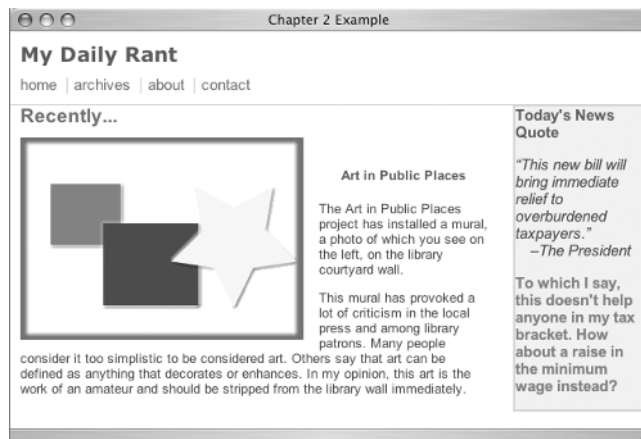 Chapter 2 Example
My Daily Rant
home | archives | about | contact
Recently...
Art in Public Places
The Art in Public Places
project has installed a mural,
a photo of which you see on
the left, on the library
courtyard wall.
This mural has provoked a
lot of criticism in the local
press and among library
patrons. Many people
consider it too simplistic to be considered art. Others say that art can be
defined as anything that decorates or enhances. In my opinion, this art is the
work of an amateur and should be stripped from the library wall immediately.
Today's News
Quote
“This new bill will
bring immediate
relief to
overburdened
taxpayers.”
–The President
To which I say,
this doesn't help
anyone in my tax
bracket. How
about a raise in
the minimum
wage instead?